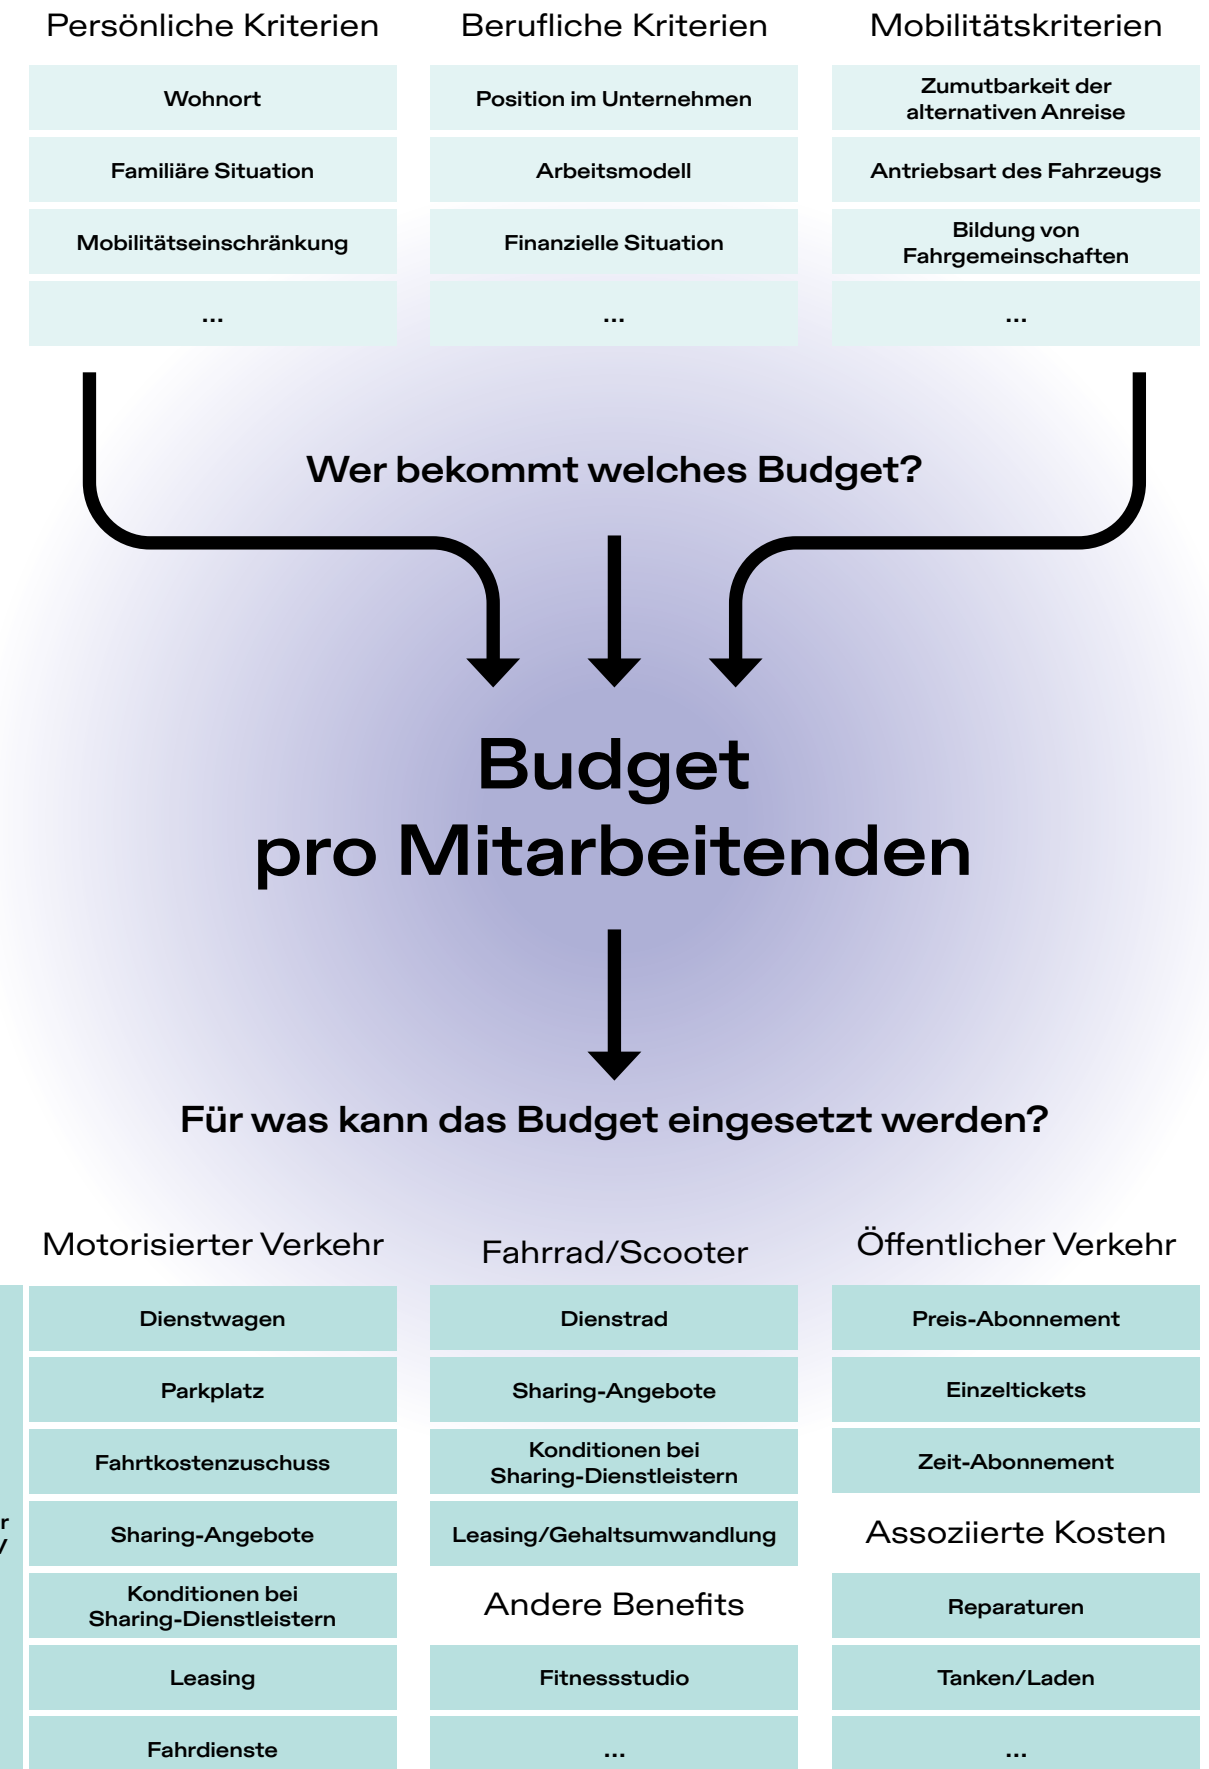 Persönliche Kriterien
Wohnort
Familiäre Situation
Mobilitätseinschränkung
...
Berufliche Kriterien
Position im Unternehmen
Arbeitsmodell
Finanzielle Situation
...
Mobilitätskriterien
Zumutbarkeit der
alternativen Anreise
Antriebsart des Fahrzeugs
Bildung von
Fahrgemeinschaften
...
Wer bekommt welches Budget?
Budget
pro Mitarbeitenden
Für was kann das Budget eingesetzt werden?
Motorisierter Verkehr
Dienstwagen
Parkplatz
Fahrtkostenzuschuss
Sharing-Angebote
Konditionen bei
Sharing-Dienstleistern
Leasing
Fahrdienste
Fahrrad/Scooter
Dienstrad
Sharing-Angebote
Konditionen bei
Sharing-Dienstleistern
Leasing/Gehaltsumwandlung
Andere Benefits
Fitnessstudio
...
Öffentlicher Verkehr
Preis-Abonnement
Einzeltickets
Zeit-Abonnement
Assoziierte Kosten
Reparaturen
Tanken/Laden
...